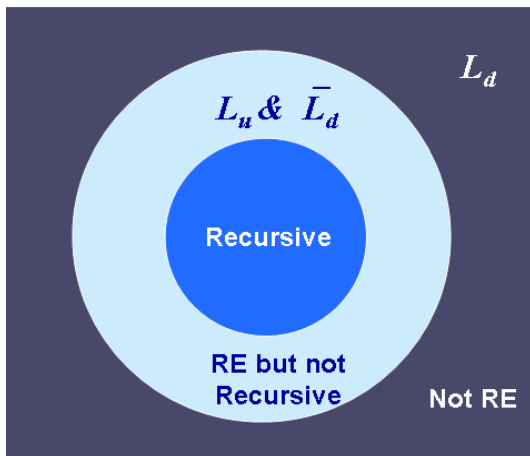 L_d
L_u & L̄_d
Recursive
RE but not
Recursive
Not RE